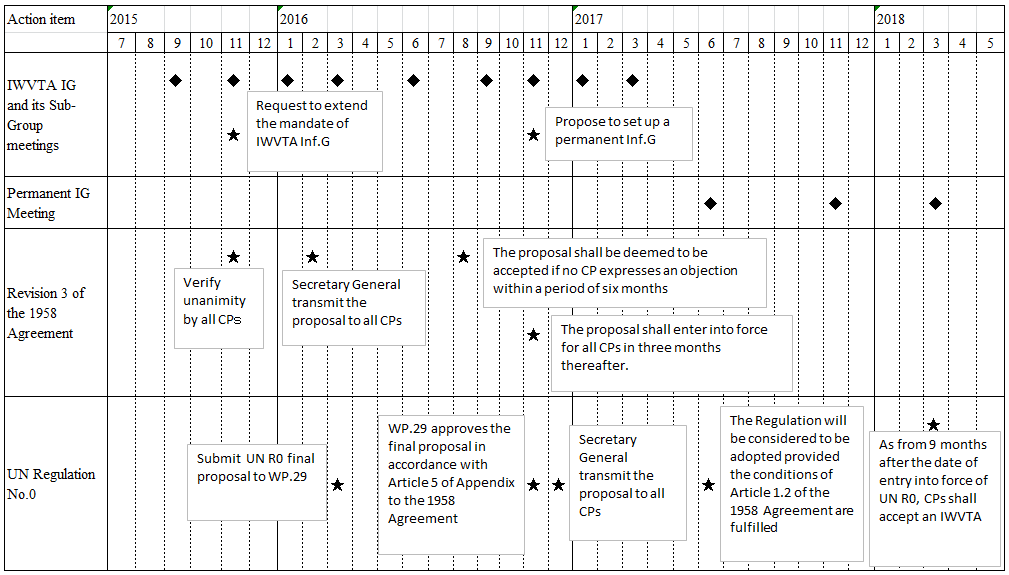 Action item
2015
2016
2017
2018
7 8 9 10 11 12 1 2 3 4 5 6 7 8 9 10 11 12 1 2 3 4 5 6 7 8 9 10 11 12 1 2 3 4 5
IWVTA IG
and its Sub-
Group
meetings
Request to extend
the mandate of
IWVTA Inf.G
Propose to set up a
permanent Inf.G
Permanent IG
Meeting
Revision 3 of
the 1958
Agreement
Verify
unanimity
by all CPs
Secretary General
transmit the
proposal to all CPs
The proposal shall be deemed to be
accepted if no CP expresses an objection
within a period of six months
The proposal shall enter into force
for all CPs in three months
thereafter.
UN Regulation
No.0
Submit UN R0 final
proposal to WP.29
WP.29 approves the
final proposal in
accordance with
Article 5 of Appendix
to the 1958
Agreement
Secretary
General
transmit the
proposal to all
CPs
The Regulation will
be considered to be
adopted provided
the conditions of
Article 1.2 of the
1958 Agreement are
fulfilled
As from 9 months
after the date of
entry into force of
UN R0, CPs shall
accept an IWVTA